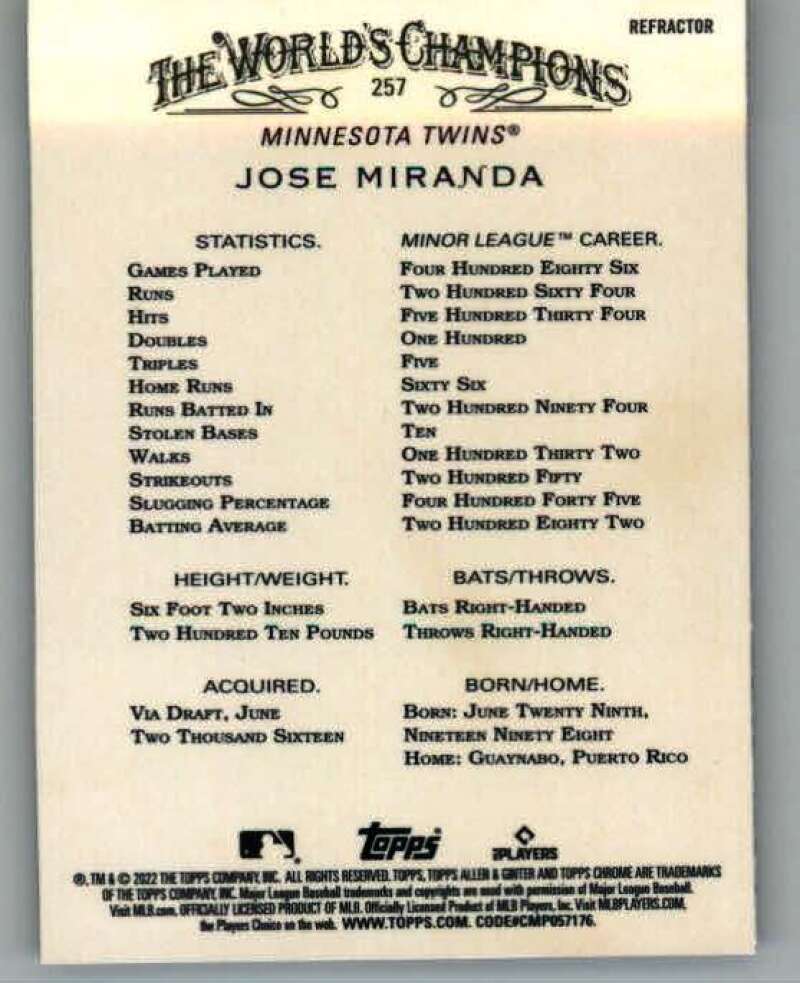 REFRACTOR
THE WORLD'S CHAMPIONS
257
MINNESOTA TWINS®
JOSE MIRANDA
STATISTICS. MINOR LEAGUE™ CAREER.
GAMES PLAYED FOUR HUNDRED EIGHTY SIX
RUNS TWO HUNDRED SIXTY FOUR
HITS FIVE HUNDRED THIRTY FOUR
DOUBLES ONE HUNDRED
TRIPLES FIVE
HOME RUNS SIXTY SIX
RUNS BATTED IN TWO HUNDRED NINETY FOUR
STOLEN BASES TEN
WALKS ONE HUNDRED THIRTY TWO
STRIKEOUTS TWO HUNDRED FIFTY
SLUGGING PERCENTAGE FOUR HUNDRED FORTY FIVE
BATTING AVERAGE TWO HUNDRED EIGHTY TWO
HEIGHT/WEIGHT. BATS/THROWS.
SIX FOOT TWO INCHES BATS RIGHT-HANDED
TWO HUNDRED TEN POUNDS THROWS RIGHT-HANDED
ACQUIRED. BORN/HOME.
VIA DRAFT, JUNE BORN: JUNE TWENTY NINTH,
TWO THOUSAND SIXTEEN NINETEEN NINETY EIGHT
HOME: GUAYNABO, PUERTO RICO
topps PLAYERS
®, TM & © 2022 THE TOPPS COMPANY, INC. ALL RIGHTS RESERVED. TOPPS, TOPPS ALLEN & GINTER AND TOPPS CHROME ARE TRADEMARKS
OF THE TOPPS COMPANY, INC. Major League Baseball trademarks and copyrights are used with permission of Major League Baseball.
Visit MLB.com. OFFICIALLY LICENSED PRODUCT OF MLB. Officially Licensed Product of MLB Players, Inc. Visit MLBPLAYERS.COM,
the Players Choice on the web. WWW.TOPPS.COM. CODE#CMP057176.